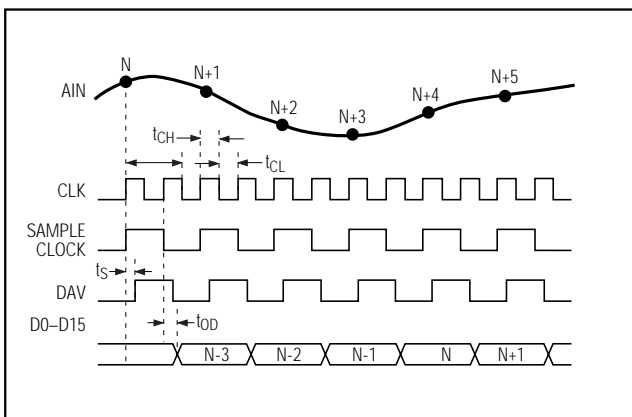 N
N+1
N+5
AIN
N+2
N+3
N+4
tCH
tCL
CLK
SAMPLE
CLOCK
tS
DAV
tOD
D0–D15
N-3 N-2 N-1 N N+1